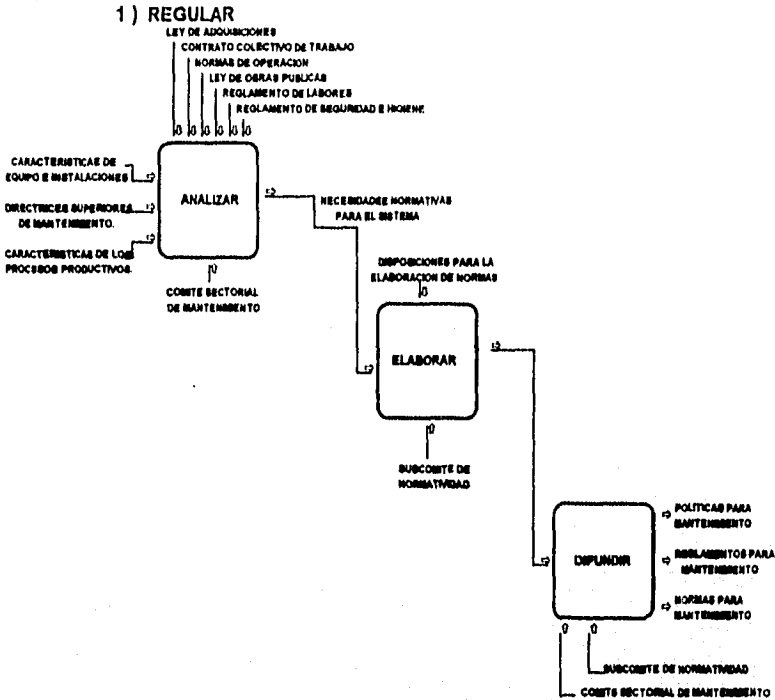 1 ) REGULAR
LEY DE ADQUISICIONES
CONTRATO COLECTIVO DE TRABAJO
NORMAS DE OPERACION
LEY DE OBRAS PUBLICAS
REGLAMENTO DE LABORES
REGLAMENTO DE SEGURIDAD E HIGIENE
CARACTERISTICAS DE
EQUIPO E INSTALACIONES
DIRECTRICES SUPERIORES
DE MANTENIMIENTO.
CARACTERISTICAS DE LOS
PROCESOS PRODUCTIVOS.
ANALIZAR
COMITE SECTORIAL
DE MANTENIMIENTO
NECESIDADES NORMATIVAS
PARA EL SISTEMA
DISPOSICIONES PARA LA
ELABORACION DE NORMAS
ELABORAR
SUBCOMITE DE
NORMATIVIDAD
DIFUNDIR
POLITICAS PARA
MANTENIMIENTO
REGLAMENTOS PARA
MANTENIMIENTO
NORMAS PARA
MANTENIMIENTO
SUBCOMITE DE NORMATIVIDAD
COMITE SECTORIAL DE MANTENIMIENTO